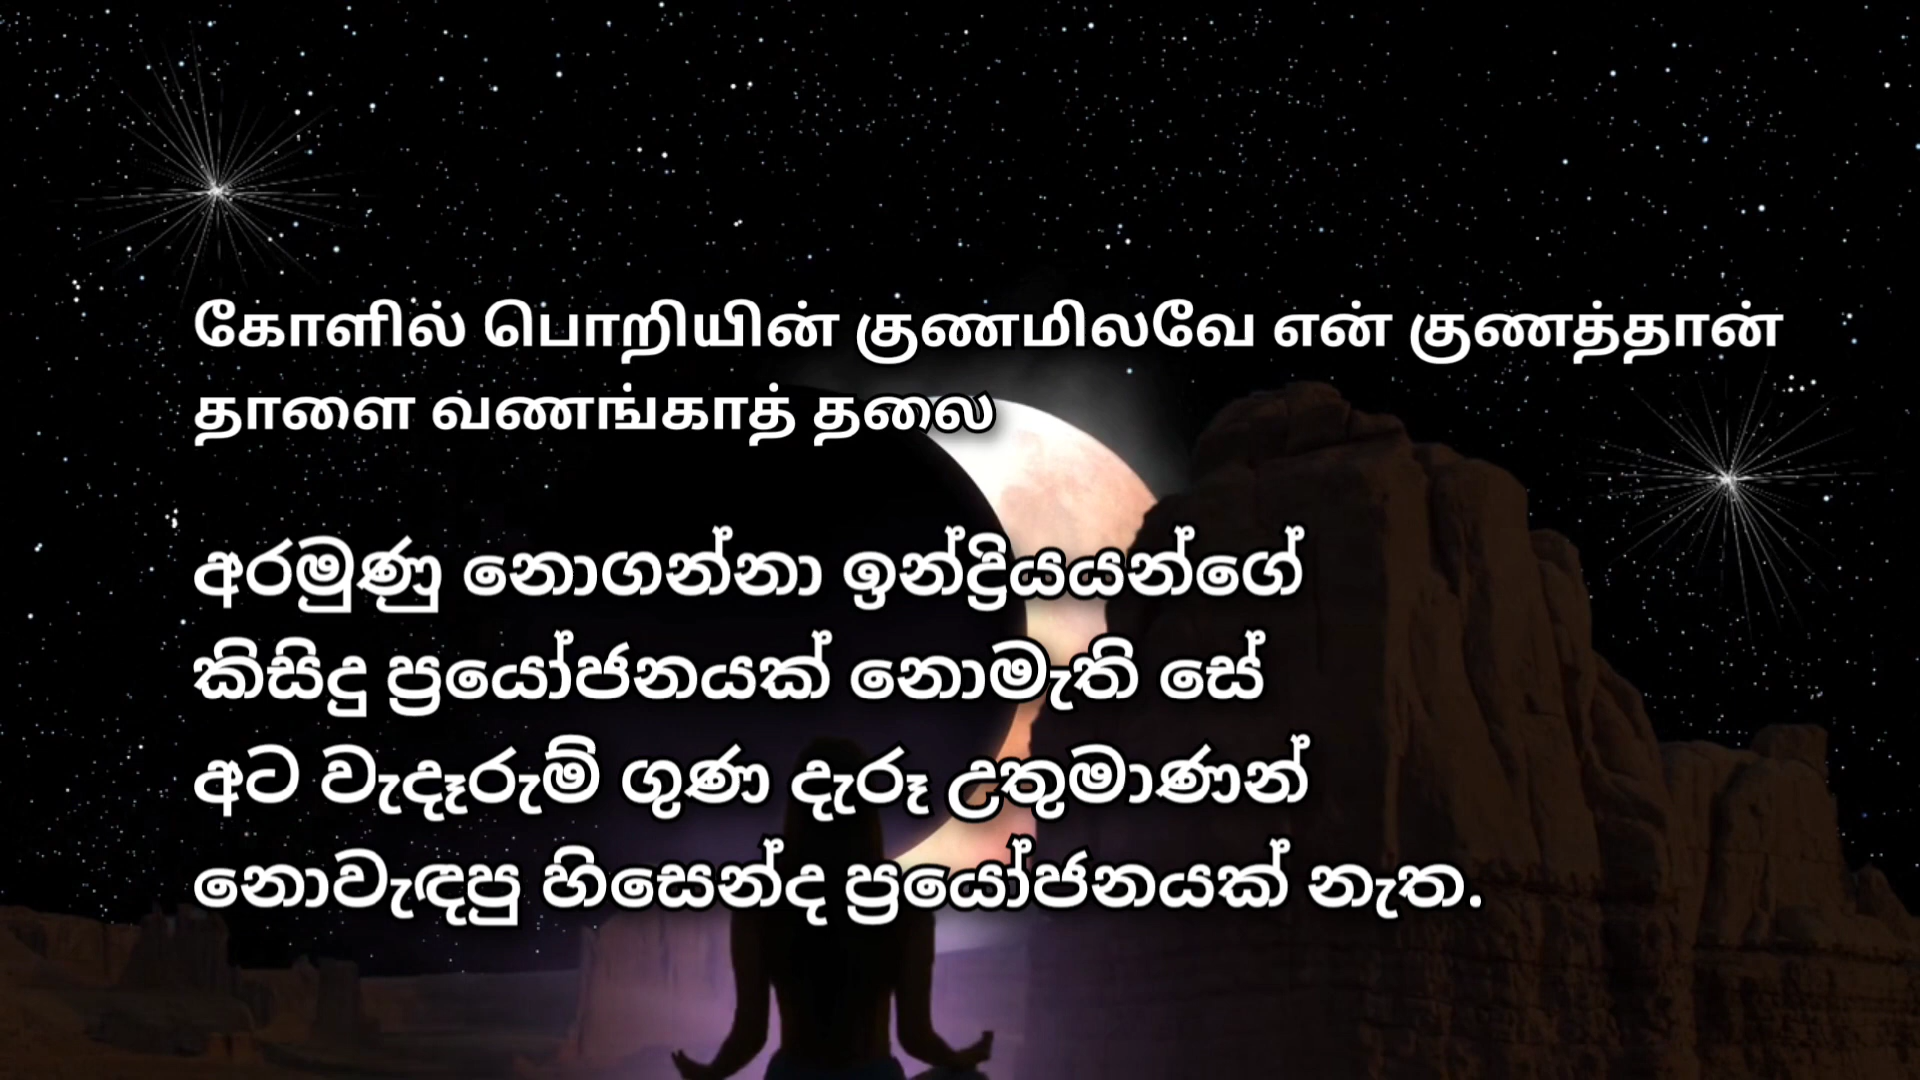 கோளில் பொறியின் குணமிலவே என் குணத்தான்
தாளை வணங்காத் தலை
අරමුණු නොගන්නා ඉන්ද්‍රියයන්ගේ
කිසිදු ප්‍රයෝජනයක් නොමැති සේ
අට වැදෑරුම් ගුණ දැරූ උතුමාණන්
නොවැඳපු හිසෙන්ද ප්‍රයෝජනයක් නැත.